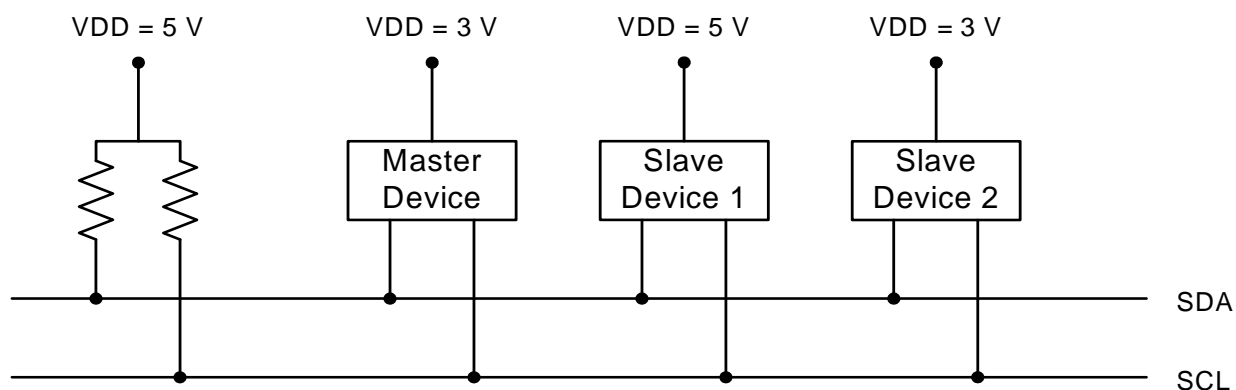 VDD = 5 V
VDD = 3 V
VDD = 5 V
VDD = 3 V
Master
Device
Slave
Device 1
Slave
Device 2
SDA
SCL